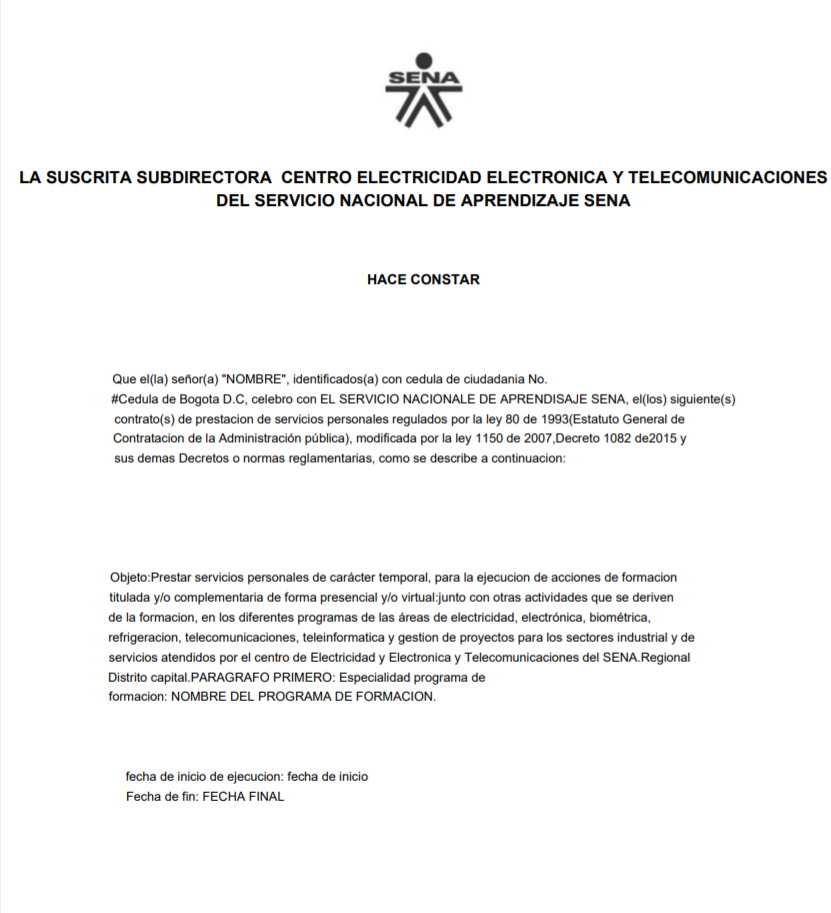 SENA
LA SUSCRITA SUBDIRECTORA CENTRO ELECTRICIDAD ELECTRONICA Y TELECOMUNICACIONES
DEL SERVICIO NACIONAL DE APRENDIZAJE SENA
HACE CONSTAR
Que el(la) señor(a) "NOMBRE", identificados(a) con cedula de ciudadania No.
#Cedula de Bogota D.C, celebro con EL SERVICIO NACIONALE DE APRENDISAJE SENA, el(los) siguiente(s)
contrato(s) de prestacion de servicios personales regulados por la ley 80 de 1993(Estatuto General de
Contratacion de la Administración pública), modificada por la ley 1150 de 2007,Decreto 1082 de2015 y
sus demas Decretos o normas reglamentarias, como se describe a continuacion:
Objeto:Prestar servicios personales de carácter temporal, para la ejecucion de acciones de formacion
titulada y/o complementaria de forma presencial y/o virtual:junto con otras actividades que se deriven
de la formacion, en los diferentes programas de las áreas de electricidad, electrónica, biométrica,
refrigeracion, telecomunicaciones, teleinformatica y gestion de proyectos para los sectores industrial y de
servicios atendidos por el centro de Electricidad y Electronica y Telecomunicaciones del SENA.Regional
Distrito capital.PARAGRAFO PRIMERO: Especialidad programa de
formacion: NOMBRE DEL PROGRAMA DE FORMACION.
fecha de inicio de ejecucion: fecha de inicio
Fecha de fin: FECHA FINAL